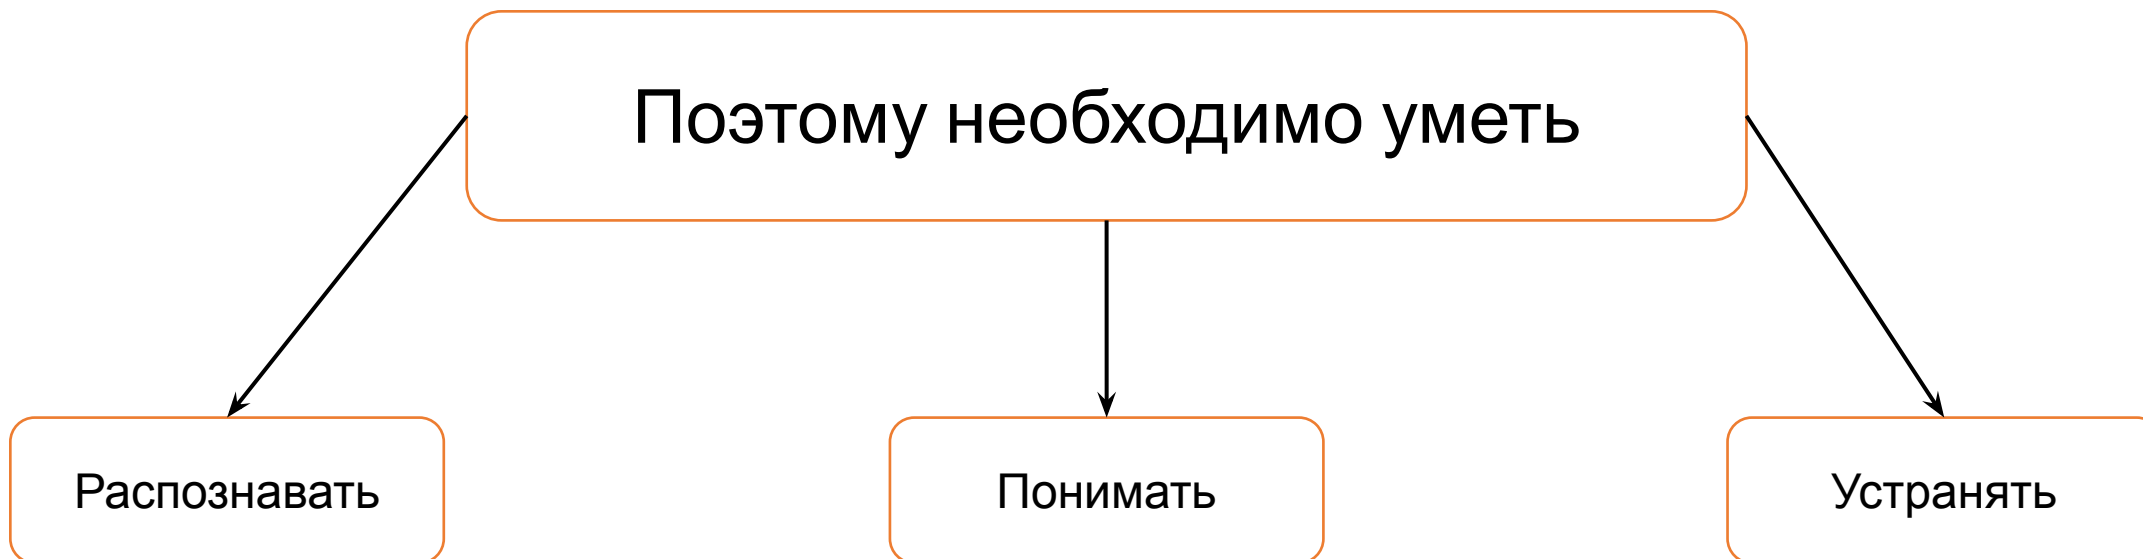 Поэтому необходимо уметь
Распознавать
Понимать
Устранять